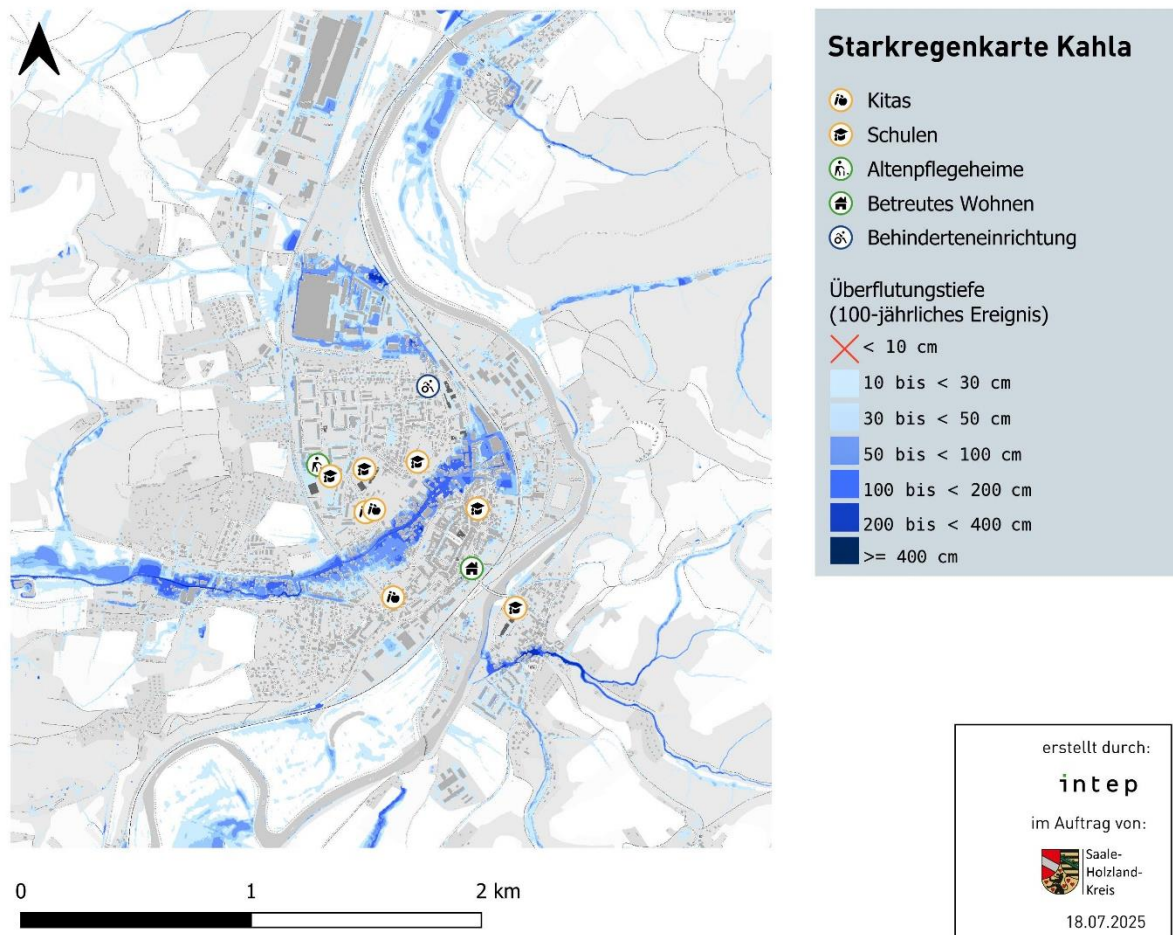 Starkregenkarte Kahla
Kitas
Schulen
Altenpflegeheime
Betreutes Wohnen
Behinderteneinrichtung
Überflutungstiefe
(100-jährliches Ereignis)
< 10 cm
10 bis < 30 cm
30 bis < 50 cm
50 bis < 100 cm
100 bis < 200 cm
200 bis < 400 cm
>= 400 cm
erstellt durch:
intep
im Auftrag von:
Saale-
Holzland-
Kreis
18.07.2025
0 1 2 km